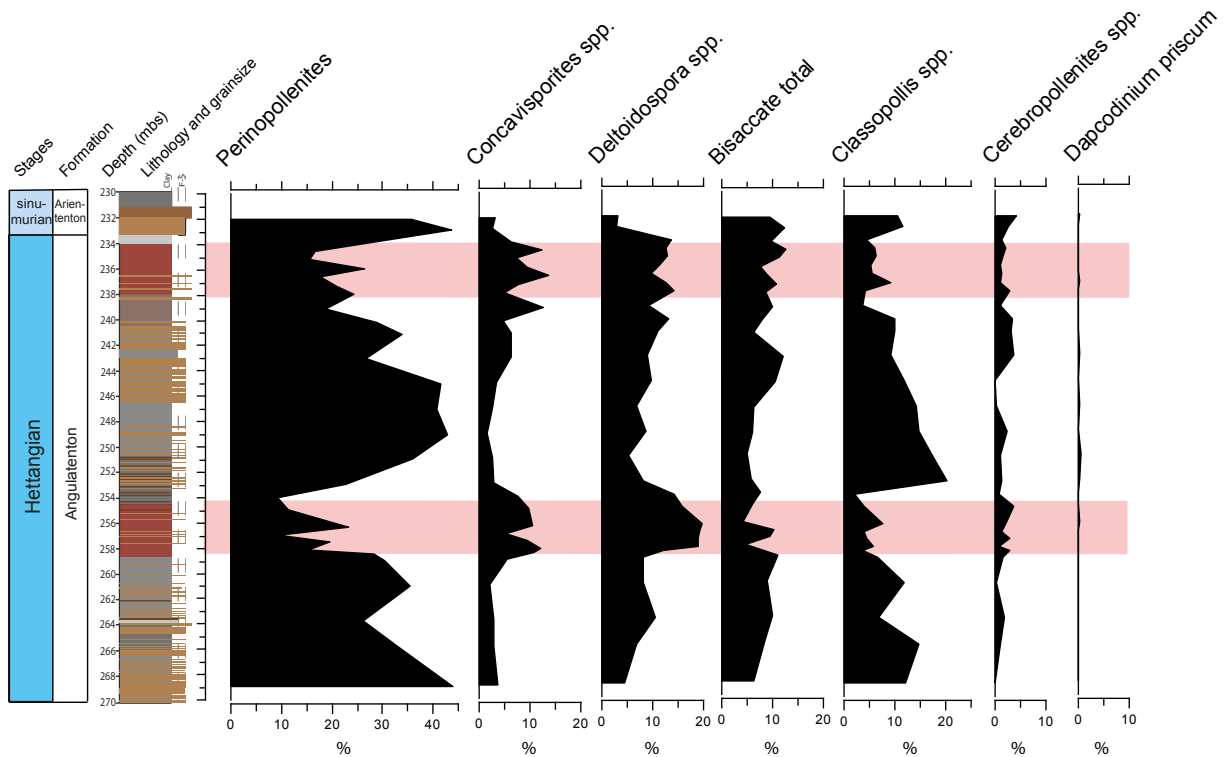 Stages
Formation
Depth (mbs)
Lithology and grainsize
Clay
F-S
Perinopollenites
Concavisporites spp.
Deltoidospora spp.
Bisaccate total
Classopollis spp.
Cerebropollenites spp.
Dapcodinium priscum
sinu-
murian
Arien-
tenton
Hettangian
Angulatenton
230
232
234
236
238
240
242
244
246
248
250
252
254
256
258
260
262
264
266
268
270
0 10 20 30 40
0 10 20
0 10 20
0 10 20
0 10 20
0 10
0 10
% % % % % % %